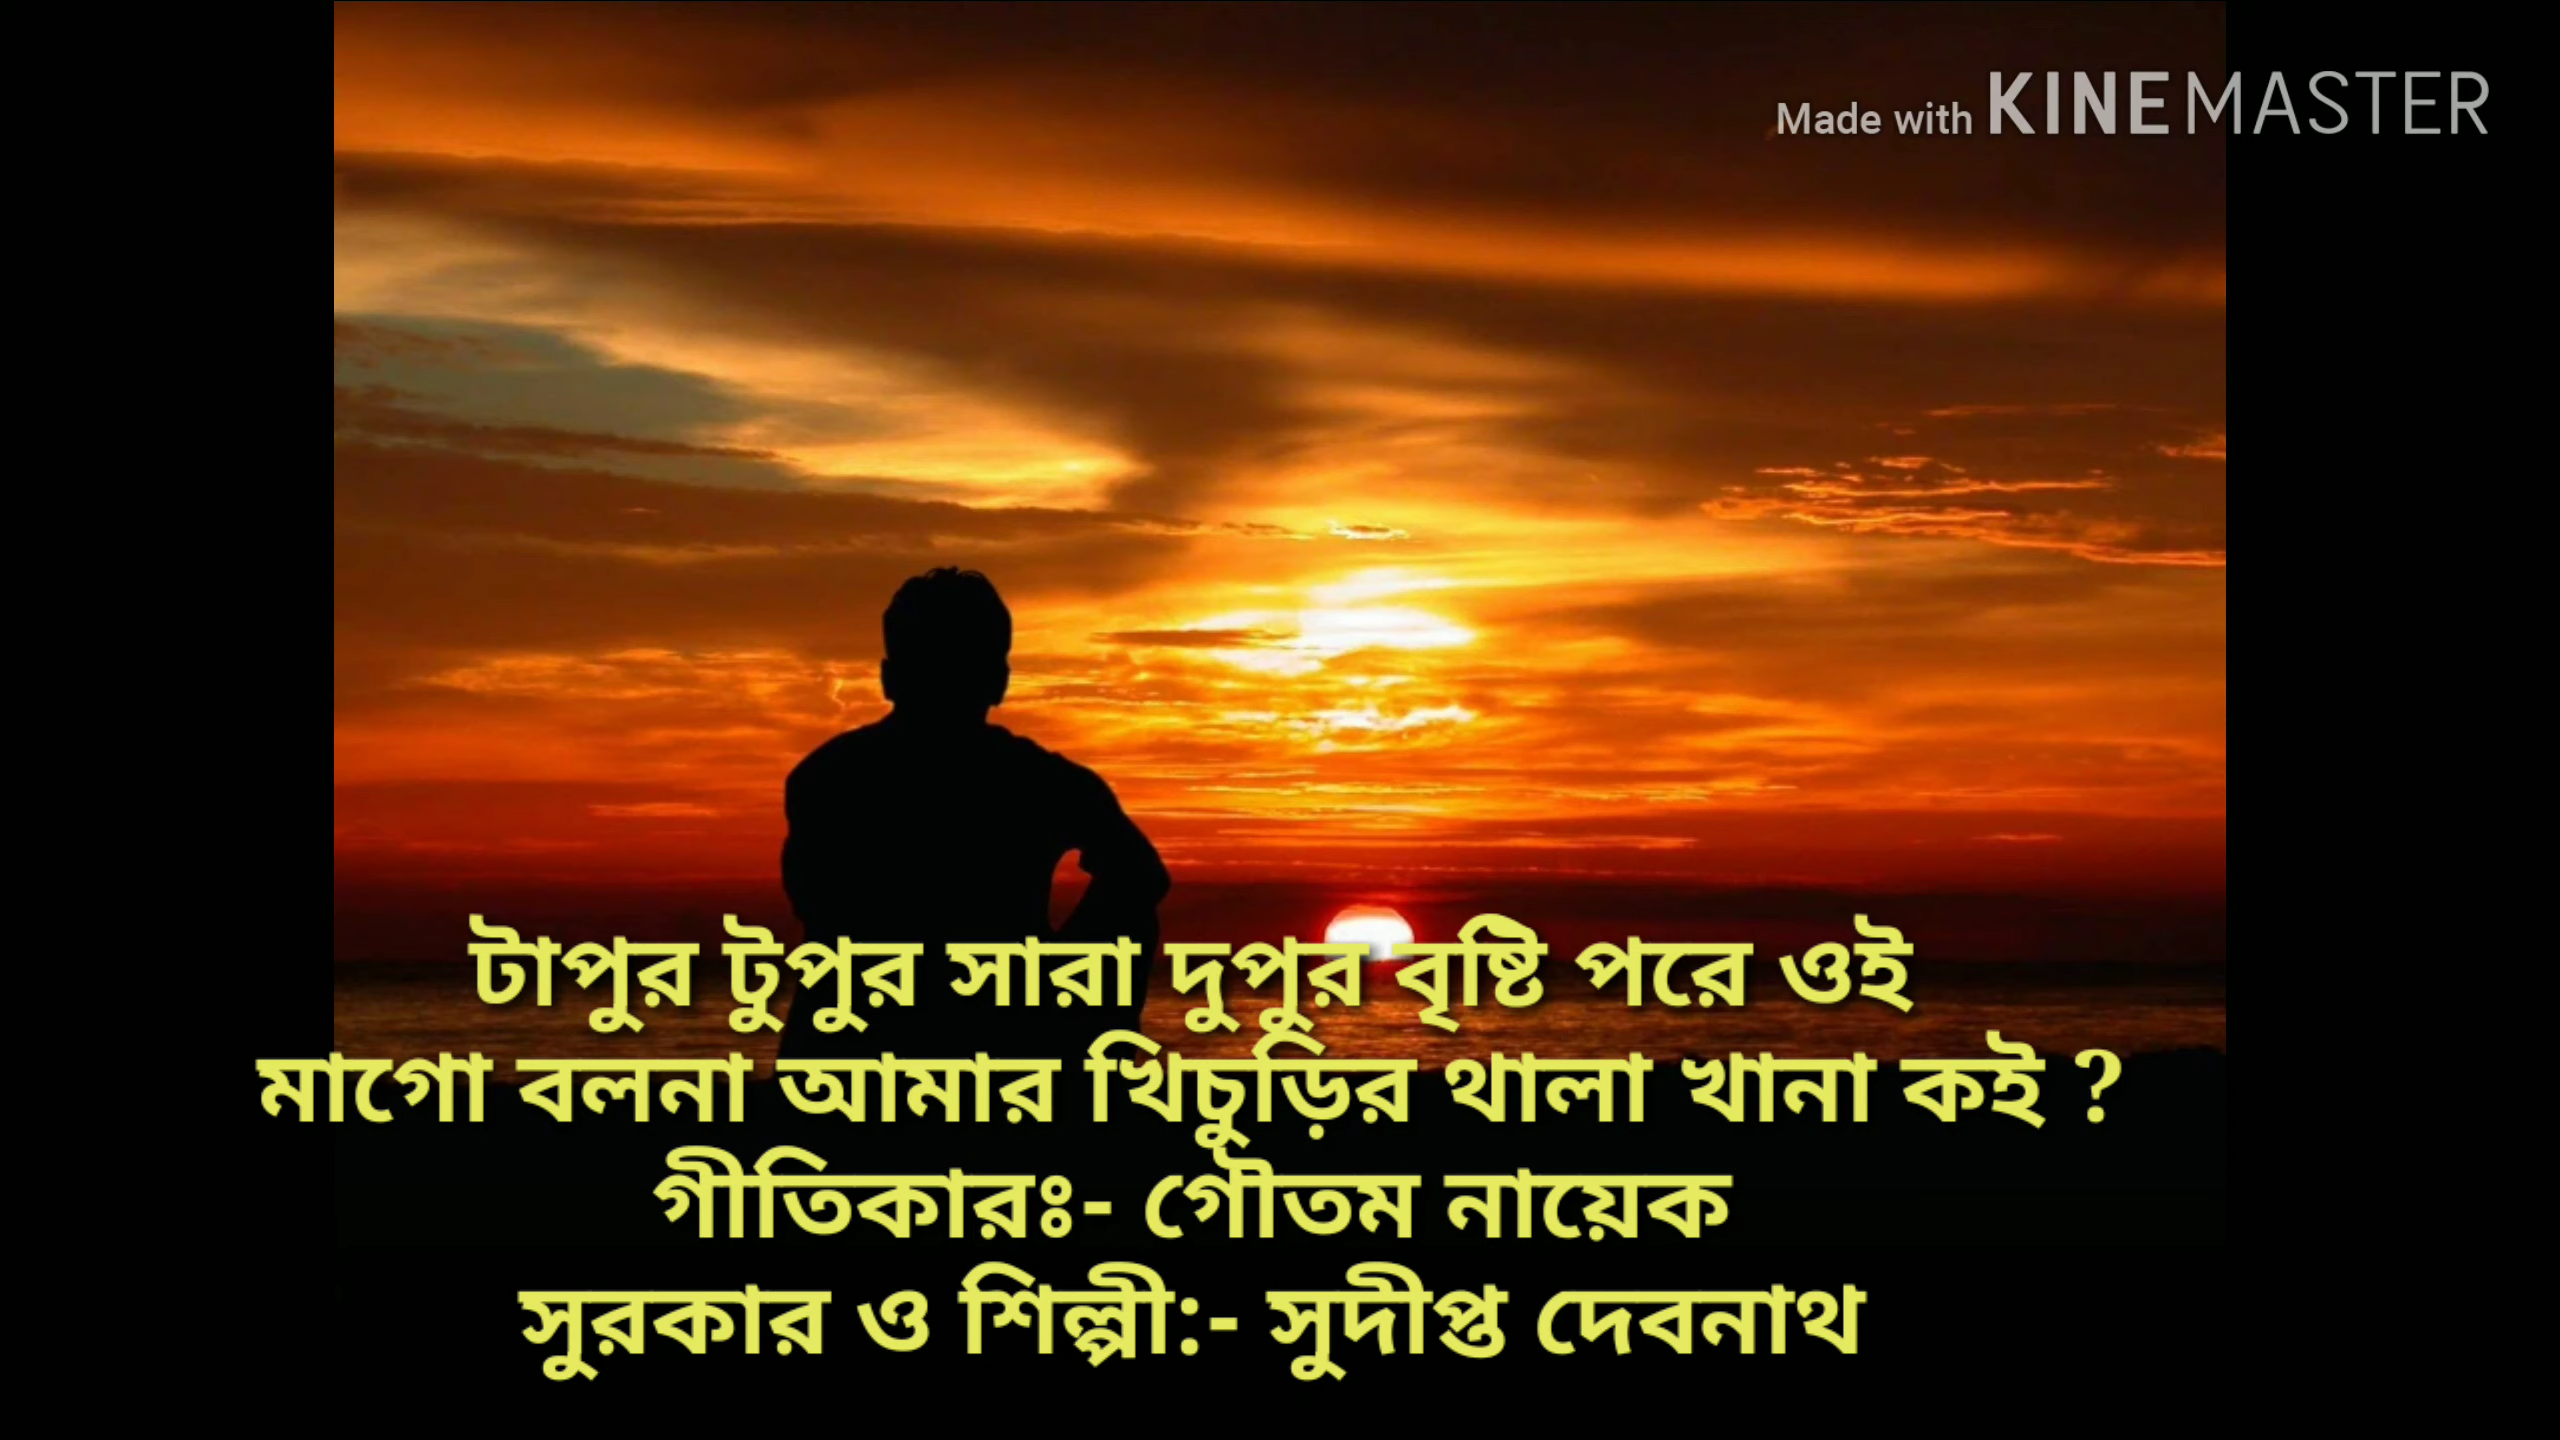 Made with KINEMASTER
টাপুর টুপুর সারা দুপুর বৃষ্টি পরে ওই
মাগো বলনা আমার খিচুড়ির থালা খানা কই ?
গীতিকারঃ- গৌতম নায়েক
সুরকার ও শিল্পী:- সুদীপ্ত দেবনাথ